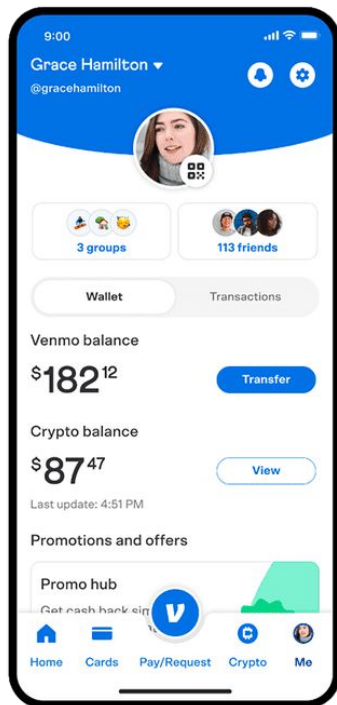 9:00
Grace Hamilton
@gracehamilton
3 groups
113 friends
Wallet
Transactions
Venmo balance
$182.12
Transfer
Crypto balance
$87.47
View
Last update: 4:51 PM
Promotions and offers
Promo hub
Get cash back
Home
Cards
Pay/Request
Crypto
Me